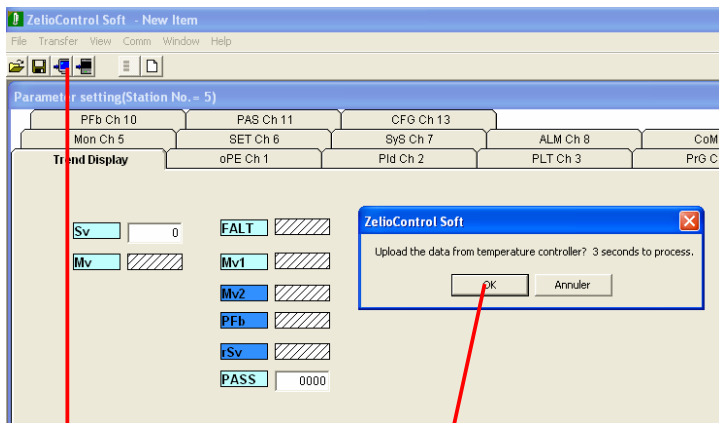 ZelioControl Soft - New Item
File Transfer View Comm Window Help
Parameter setting(Station No.= 5)
PFb Ch 10 PAS Ch 11 CFG Ch 13
Mon Ch 5 SET Ch 6 SyS Ch 7 ALM Ch 8 CoM
Trend Display oPE Ch 1 PId Ch 2 PLT Ch 3 PrG C
Sv 0 FALT
Mv Mv1
Mv2
PFb
rSv
PASS 0000
ZelioControl Soft
Upload the data from temperature controller? 3 seconds to process.
OK Annuler